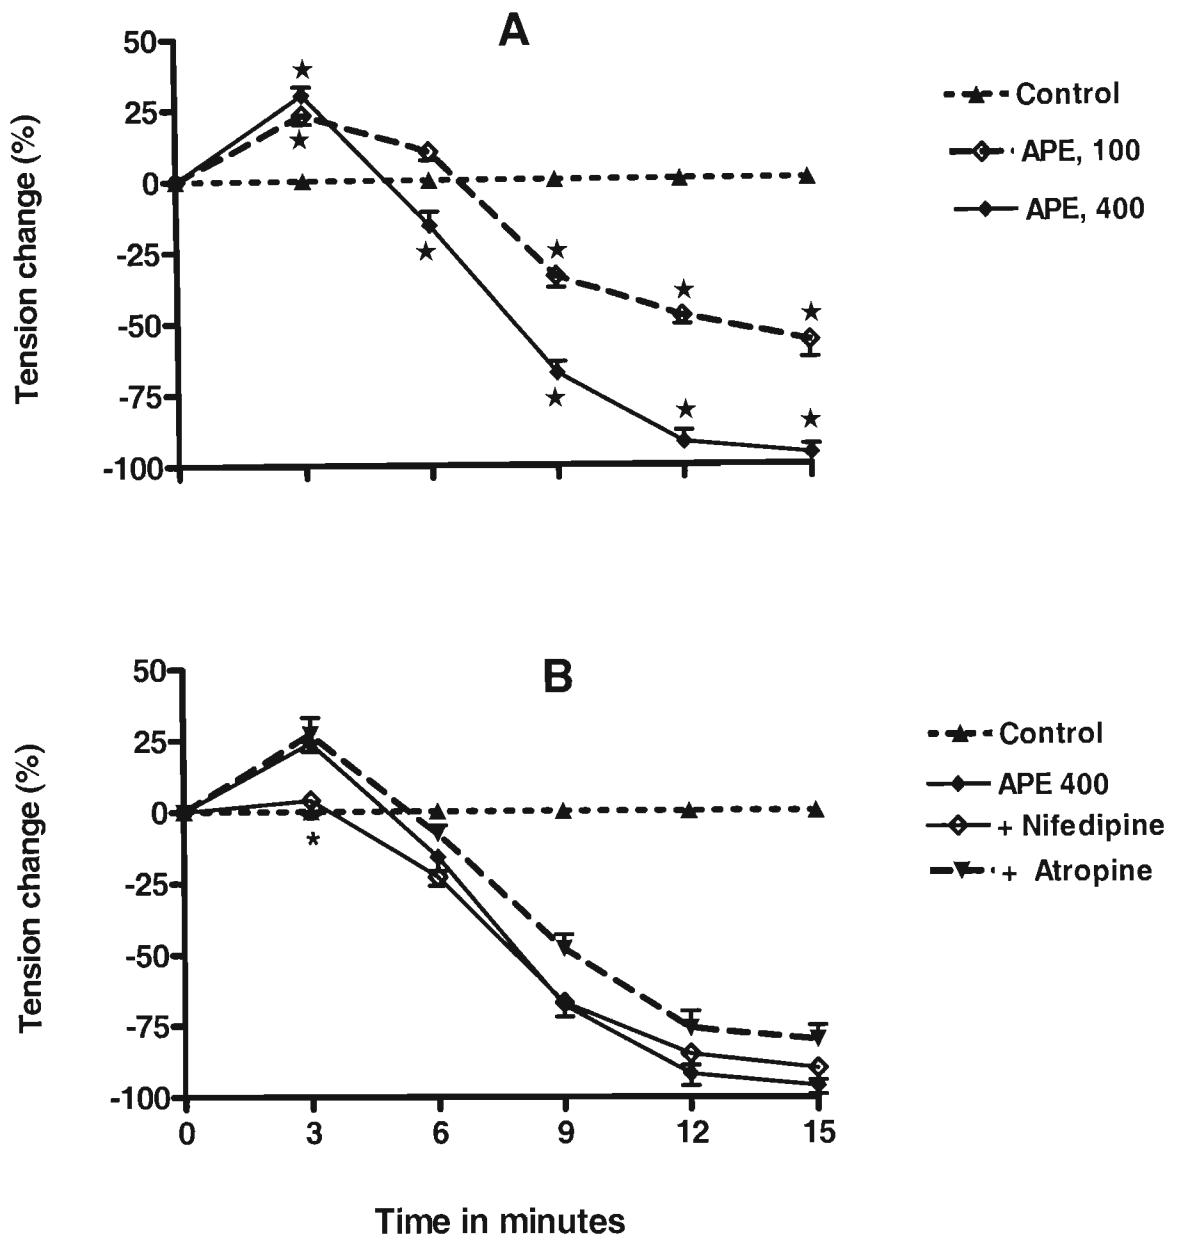 A
50
25
0
-25
-50
-75
-100
Tension change (%)
Control
APE, 100
APE, 400
B
50
25
0
-25
-50
-75
-100
Tension change (%)
*
Control
APE 400
+ Nifedipine
+ Atropine
0 3 6 9 12 15
Time in minutes